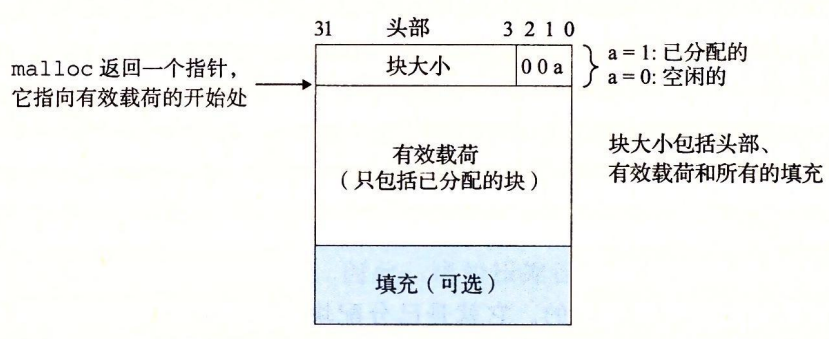 31 头部 3 2 1 0
malloc 返回一个指针，
它指向有效载荷的开始处
块大小 0 0 a
a = 1: 已分配的
a = 0: 空闲的
有效载荷
（只包括已分配的块）
块大小包括头部、
有效载荷和所有的填充
填充（可选）